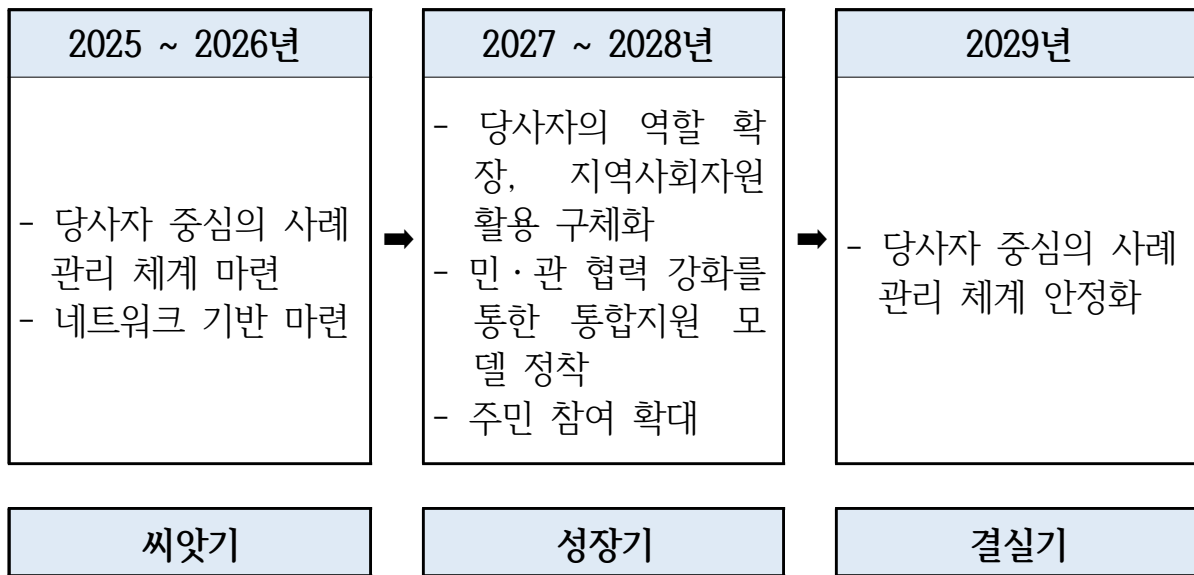 2025 ~ 2026년
- 당사자 중심의 사례
관리 체계 마련
- 네트워크 기반 마련
➡
2027 ~ 2028년
- 당사자의 역할 확
장, 지역사회자원
활용 구체화
- 민·관 협력 강화를
통한 통합지원 모
델 정착
- 주민 참여 확대
➡
2029년
- 당사자 중심의 사례
관리 체계 안정화
씨앗기
성장기
결실기